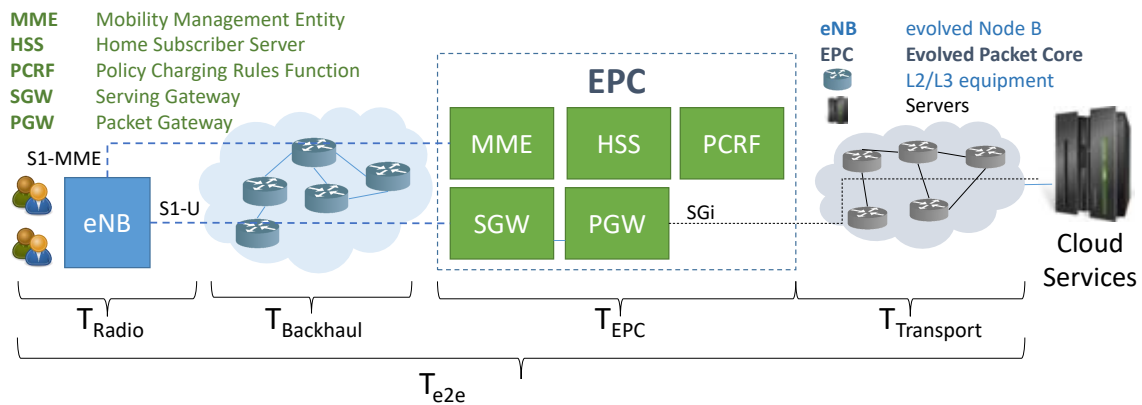 MME Mobility Management Entity
HSS Home Subscriber Server
PCRF Policy Charging Rules Function
SGW Serving Gateway
PGW Packet Gateway
eNB evolved Node B
EPC Evolved Packet Core
L2/L3 equipment
Servers
EPC
S1-MME
MME HSS PCRF
eNB
S1-U
SGW PGW
SGi
Cloud
Services
TRadio TBackhaul TEPC TTransport
Te2e